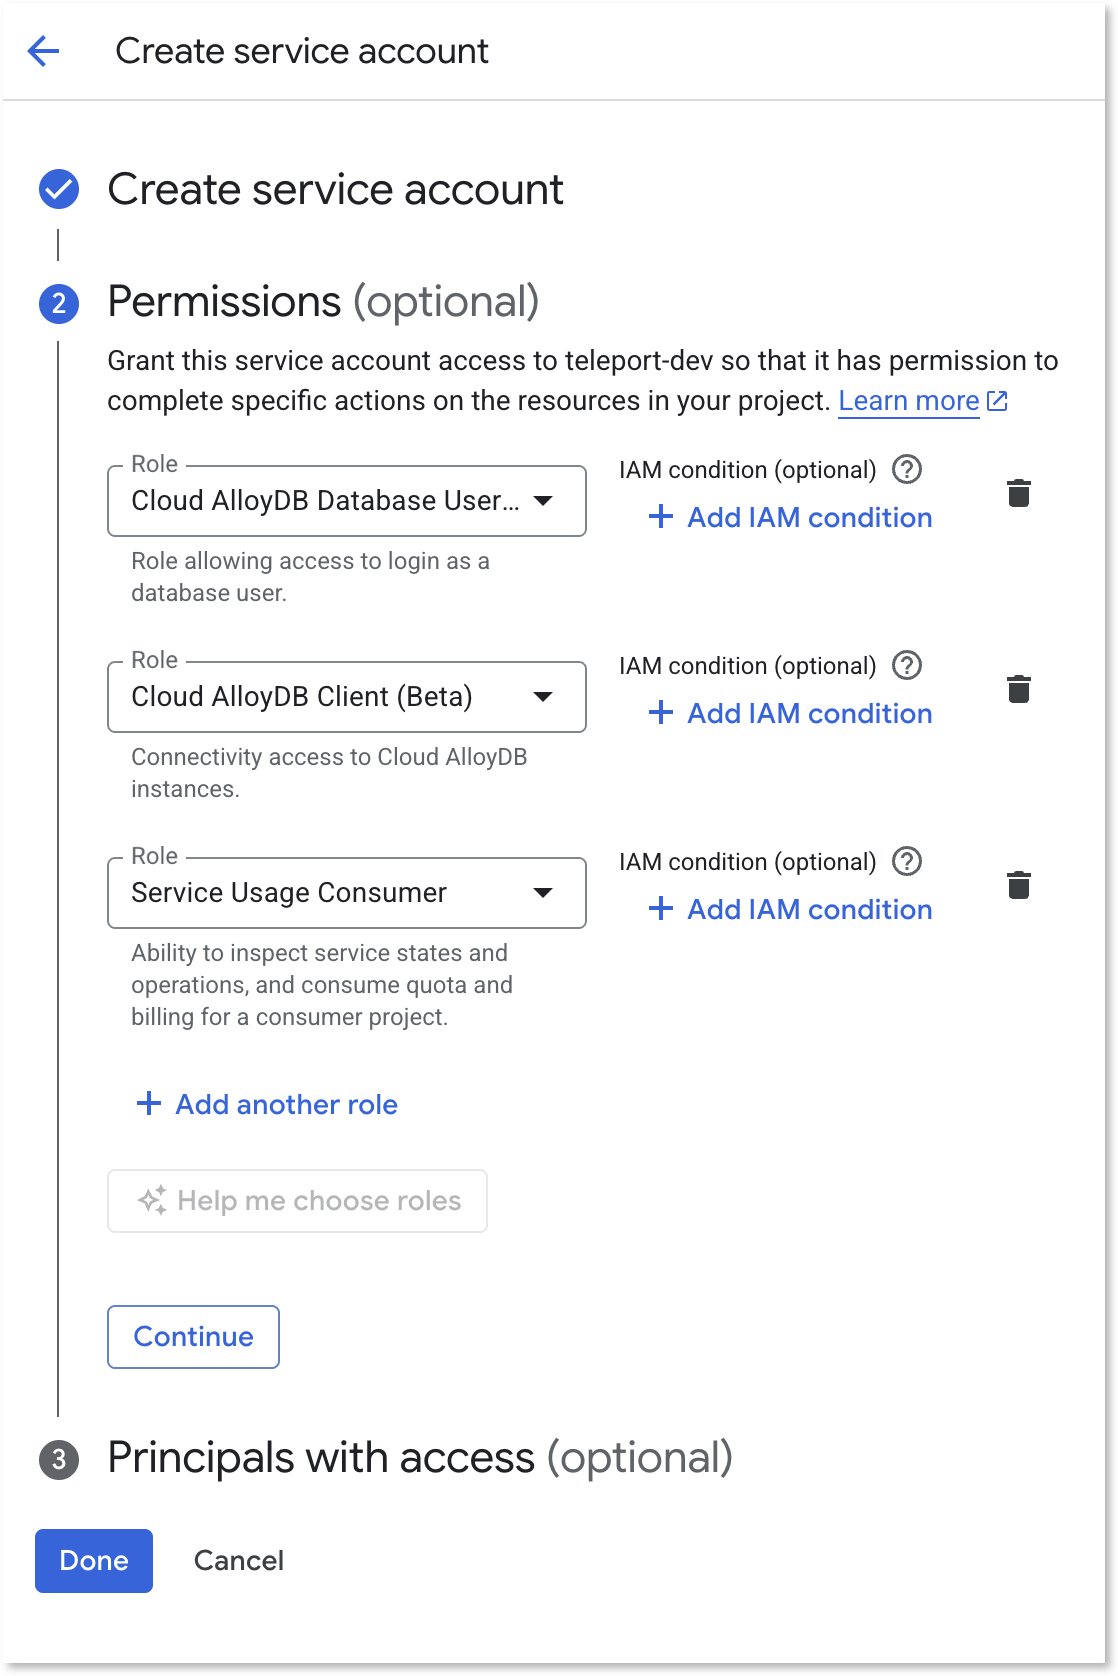 Create service account
Create service account
2
Permissions (optional)
Grant this service account access to teleport-dev so that it has permission to
complete specific actions on the resources in your project. Learn more
Role
Cloud AlloyDB Database User...
IAM condition (optional) ?
+ Add IAM condition
Role allowing access to login as a
database user.
Role
Cloud AlloyDB Client (Beta)
IAM condition (optional) ?
+ Add IAM condition
Connectivity access to Cloud AlloyDB
instances.
Role
Service Usage Consumer
IAM condition (optional) ?
+ Add IAM condition
Ability to inspect service states and
operations, and consume quota and
billing for a consumer project.
+ Add another role
Help me choose roles
Continue
3
Principals with access (optional)
Done
Cancel